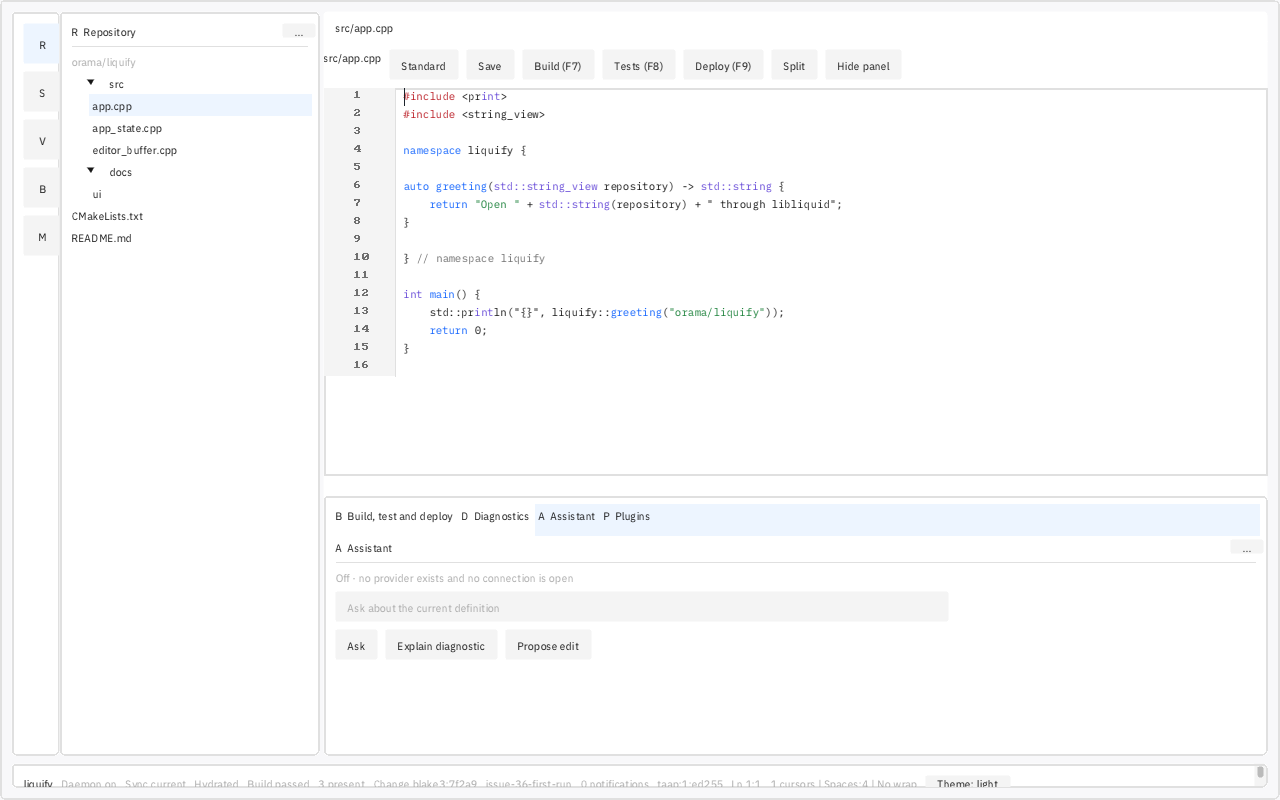 R
S
V
B
M
R Repository ...
orama/liquify
src
app.cpp
app_state.cpp
editor_buffer.cpp
docs
ui
CMakeLists.txt
README.md
src/app.cpp
src/app.cpp Standard Save Build (F7) Tests (F8) Deploy (F9) Split Hide panel
1 #include <print>
2 #include <string_view>
3
4 namespace liquify {
5
6 auto greeting(std::string_view repository) -> std::string {
7 return "Open " + std::string(repository) + " through libliquid";
8 }
9
10 } // namespace liquify
11
12 int main() {
13 std::println("{}", liquify::greeting("orama/liquify"));
14 return 0;
15 }
16
B Build, test and deploy D Diagnostics A Assistant P Plugins
A Assistant ...
Off - no provider exists and no connection is open
Ask about the current definition
Ask Explain diagnostic Propose edit
liquify Daemon on Sync current Hydrated Build passed 3 present Change blake3:7f2a9 issue-36-first-run 0 notifications taap:1:ed255 Ln 1:1 1 cursors | Spaces:4 | No wrap Theme: light